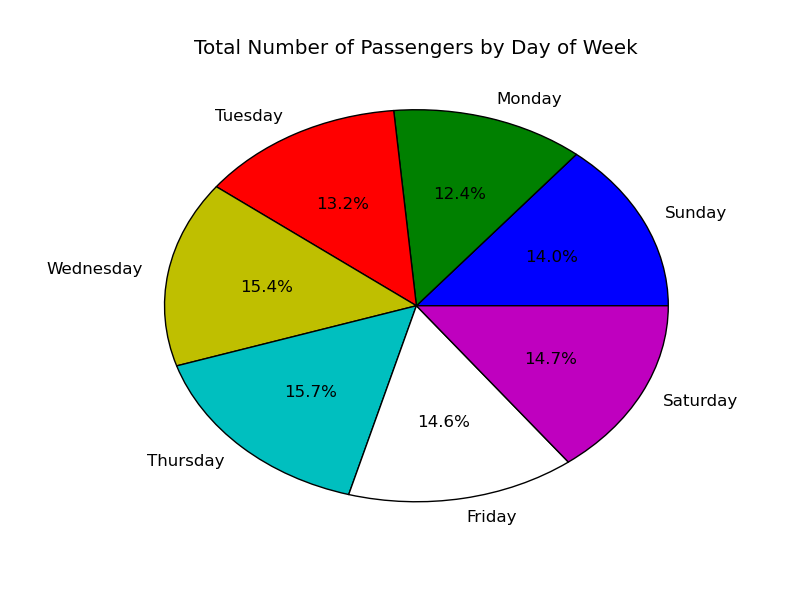 Total Number of Passengers by Day of Week
Monday
Tuesday
12.4%
13.2%
Sunday
14.0%
Wednesday
15.4%
14.7%
15.7%
Saturday
14.6%
Thursday
Friday